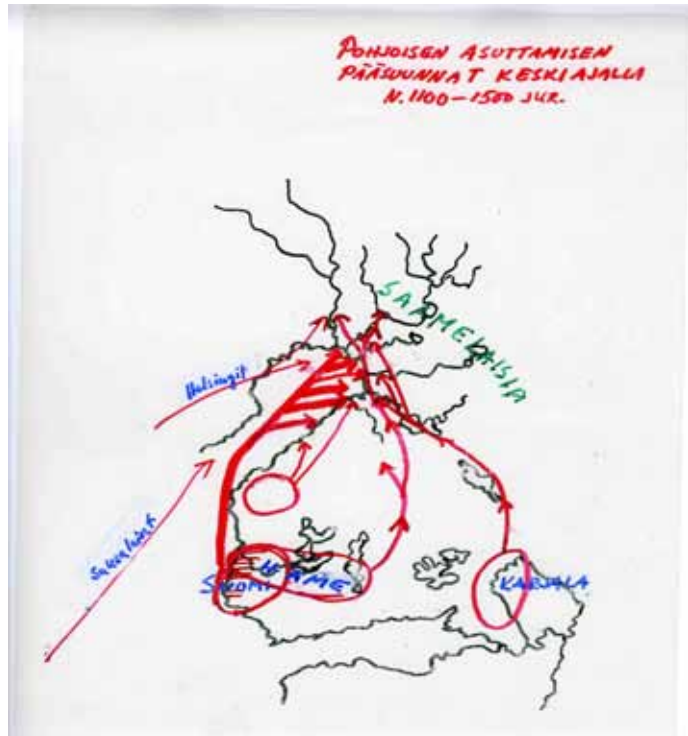 POHJOISEN ASUTTAMISEN
PÄÄSUUNNAT KESKIAJALLA
N. 1100–1500 JKR.
SAAMELAISIA
Helsingit
SUOMI
HÄME
KARJALA